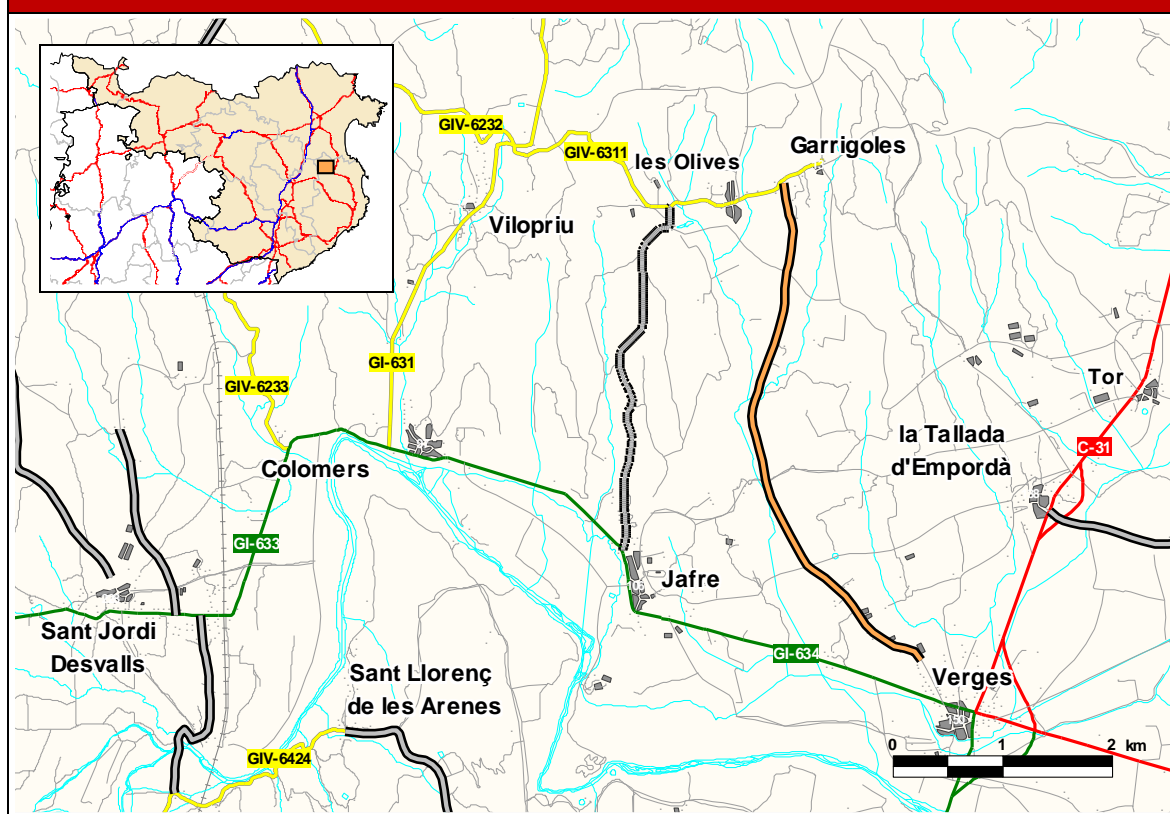 GIV-6232
GIV-6311
Garrigoles
les Olives
Vilopriu
GI-631
GIV-6233
Tor
la Tallada
d'Empordà
C-31
Colomers
GI-633
Jafre
Sant Jordi
Desvalls
GI-634
Sant Llorenç
de les Arenes
Verges
GIV-6424
0 1 2 km